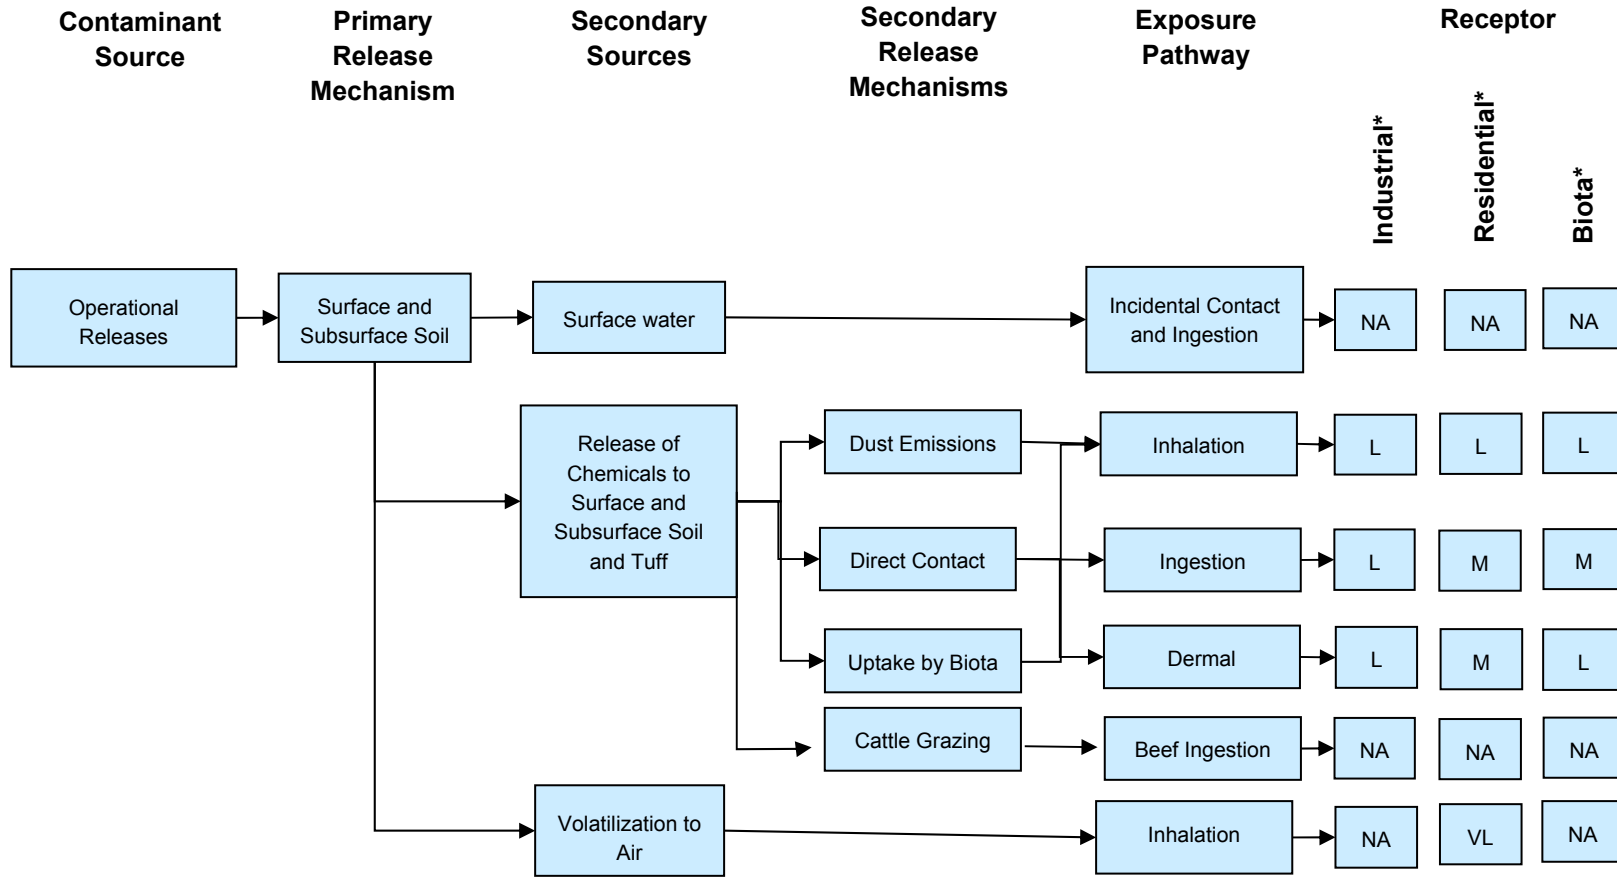 Contaminant
Source
Primary
Release
Mechanism
Secondary
Sources
Secondary
Release
Mechanisms
Exposure
Pathway
Receptor
Industrial*
Residential*
Biota*
Operational
Releases
Surface and
Subsurface Soil
Surface water
Incidental Contact
and Ingestion
NA
NA
NA
Release of
Chemicals to
Surface and
Subsurface Soil
and Tuff
Dust Emissions
Inhalation
L
L
L
Direct Contact
Ingestion
L
M
M
Uptake by Biota
Dermal
L
M
L
Cattle Grazing
Beef Ingestion
NA
NA
NA
Volatilization to
Air
Inhalation
NA
VL
NA